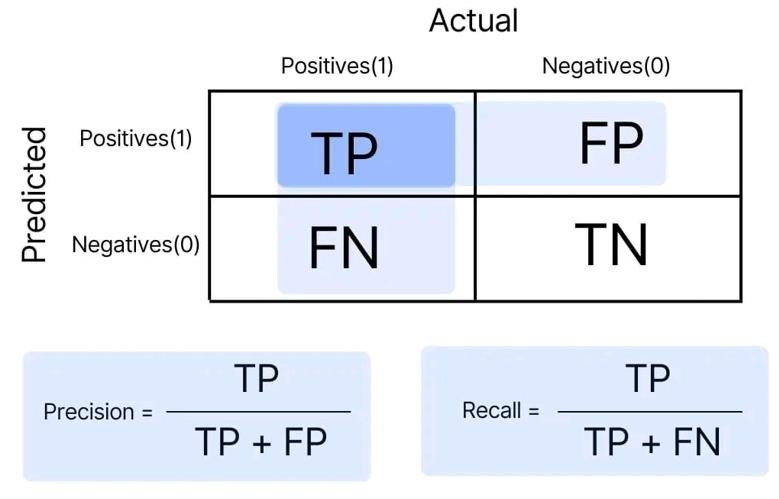 Actual
Positives(1) Negatives(0)
Predicted
Positives(1) TP FP
Negatives(0) FN TN
Precision = TP
TP + FP
Recall = TP
TP + FN